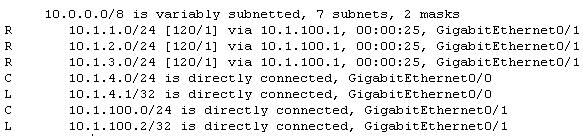 10.0.0.0/8 is variably subnetted, 7 subnets, 2 masks
R 10.1.1.0/24 [120/1] via 10.1.100.1, 00:00:25, GigabitEthernet0/1
R 10.1.2.0/24 [120/1] via 10.1.100.1, 00:00:25, GigabitEthernet0/1
R 10.1.3.0/24 [120/1] via 10.1.100.1, 00:00:25, GigabitEthernet0/1
C 10.1.4.0/24 is directly connected, GigabitEthernet0/0
L 10.1.4.1/32 is directly connected, GigabitEthernet0/0
C 10.1.100.0/24 is directly connected, GigabitEthernet0/1
L 10.1.100.2/32 is directly connected, GigabitEthernet0/1